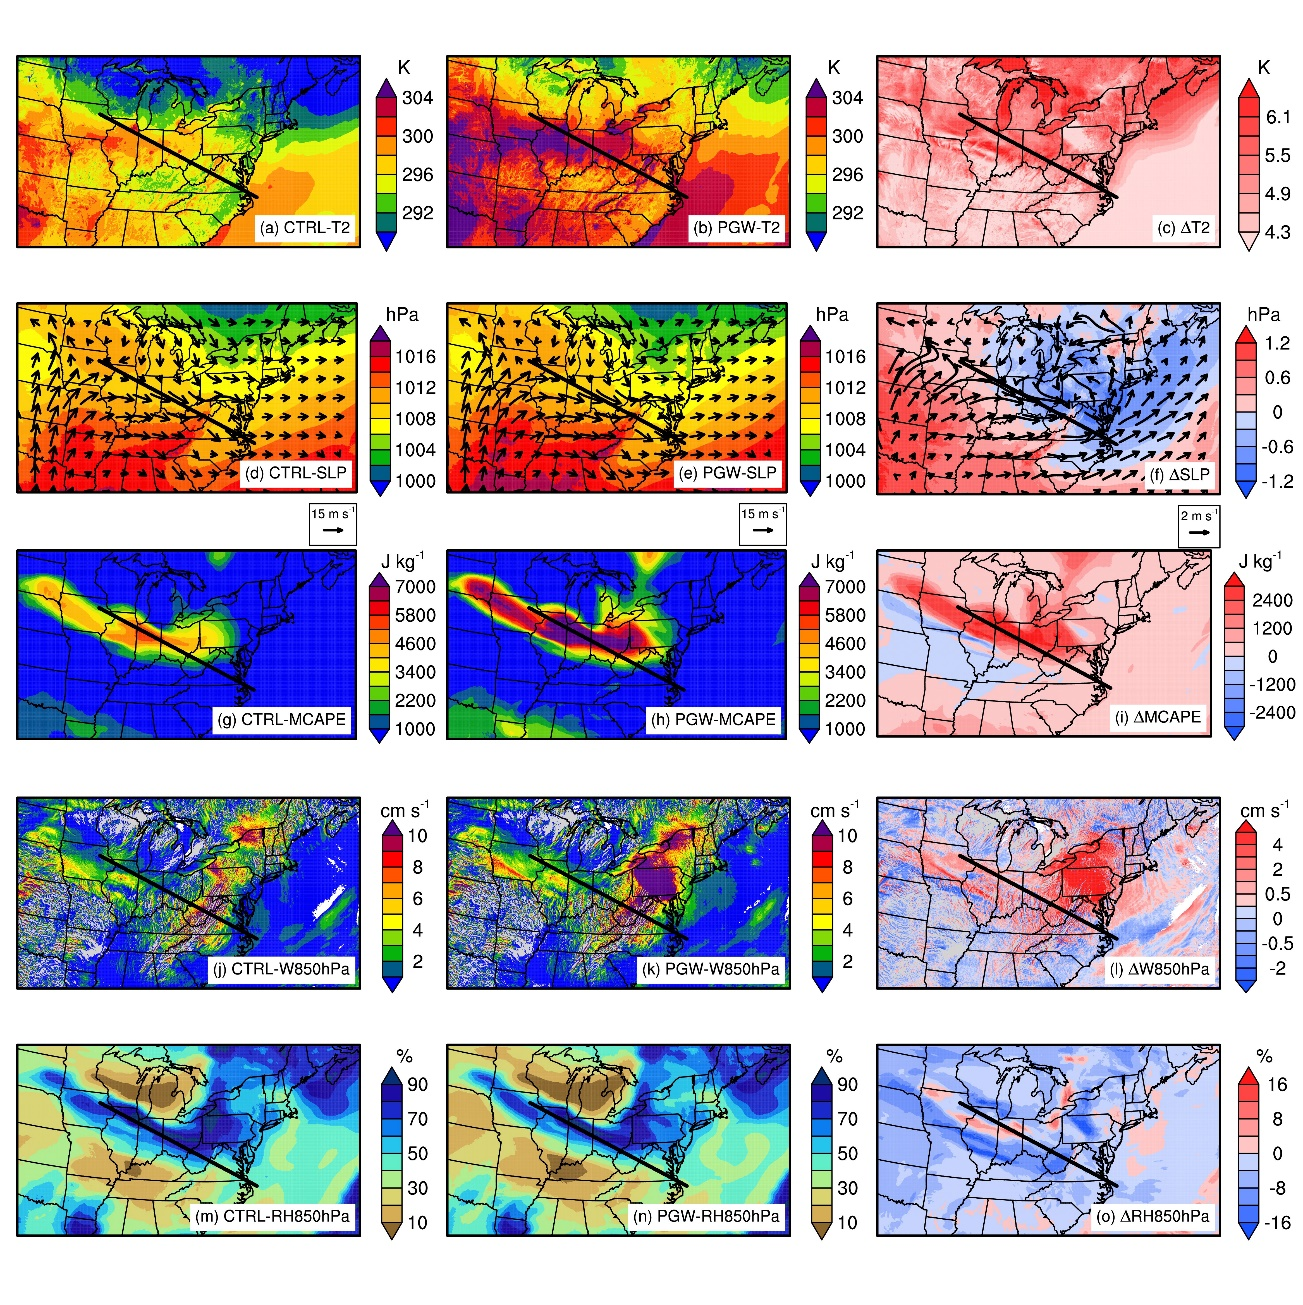 K
304
300
296
292
(a) CTRL-T2
K
304
300
296
292
(b) PGW-T2
K
6.1
5.5
4.9
4.3
(c) ΔT2
hPa
1016
1012
1008
1004
1000
(d) CTRL-SLP
15 m s⁻¹
hPa
1016
1012
1008
1004
1000
(e) PGW-SLP
15 m s⁻¹
hPa
1.2
0.6
0
-0.6
-1.2
(f) ΔSLP
2 m s⁻¹
J kg⁻¹
7000
5800
4600
3400
2200
1000
(g) CTRL-MCAPE
J kg⁻¹
7000
5800
4600
3400
2200
1000
(h) PGW-MCAPE
J kg⁻¹
2400
1200
0
-1200
-2400
(i) ΔMCAPE
cm s⁻¹
10
8
6
4
2
(j) CTRL-W850hPa
cm s⁻¹
10
8
6
4
2
(k) PGW-W850hPa
cm s⁻¹
4
2
0.5
0
-0.5
-2
(l) ΔW850hPa
%
90
70
50
30
10
(m) CTRL-RH850hPa
%
90
70
50
30
10
(n) PGW-RH850hPa
%
16
8
0
-8
-16
(o) ΔRH850hPa